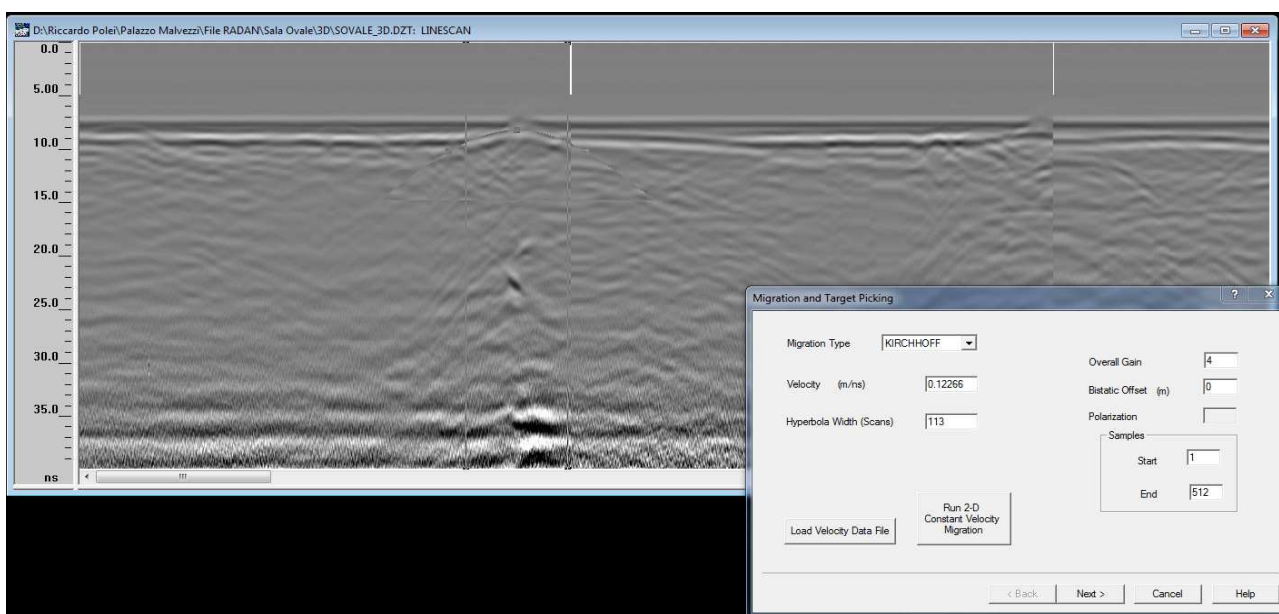 D:\Riccardo Polei\Palazzo Malvezzi\File RADAN\Sala Ovale\3D\SOVALE_3D.DZT: LINESCAN
0.0
5.00
10.0
15.0
20.0
25.0
30.0
35.0
ns
Migration and Target Picking
Migration Type KIRCHHOFF
Velocity (m/ns) 0.12266
Hyperbola Width (Scans) 113
Overall Gain 4
Bistatic Offset (m) 0
Polarization
Samples
Start 1
End 512
Load Velocity Data File
Run 2-D
Constant Velocity
Migration
< Back
Next >
Cancel
Help